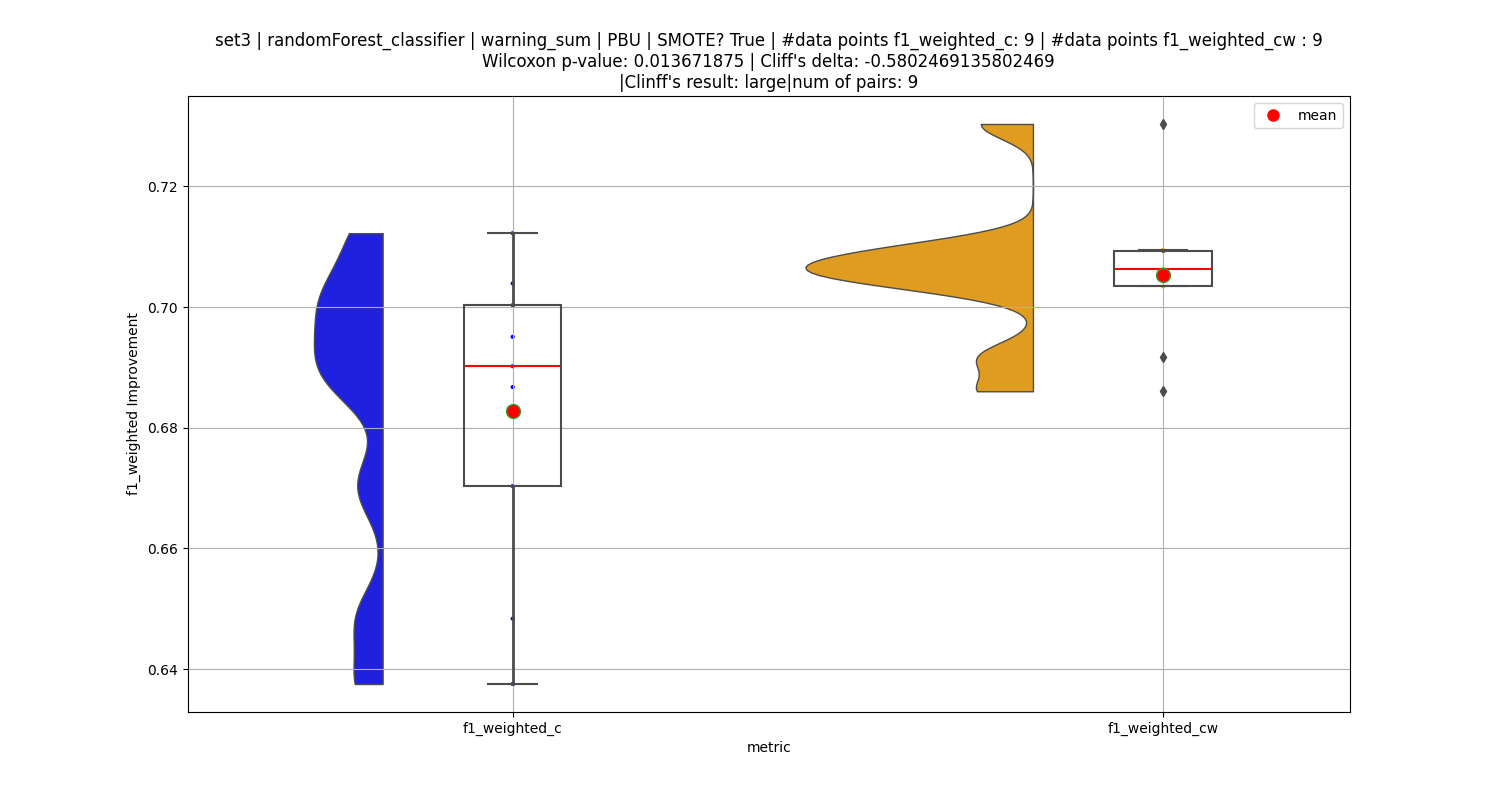 set3 | randomForest_classifier | warning_sum | PBU | SMOTE? True | #data points f1_weighted_c: 9 | #data points f1_weighted_cw : 9
Wilcoxon p-value: 0.013671875 | Cliff's delta: -0.5802469135802469
|Clinff's result: large|num of pairs: 9
mean
0.72
0.70
0.68
0.66
0.64
f1_weighted Improvement
f1_weighted_c
f1_weighted_cw
metric